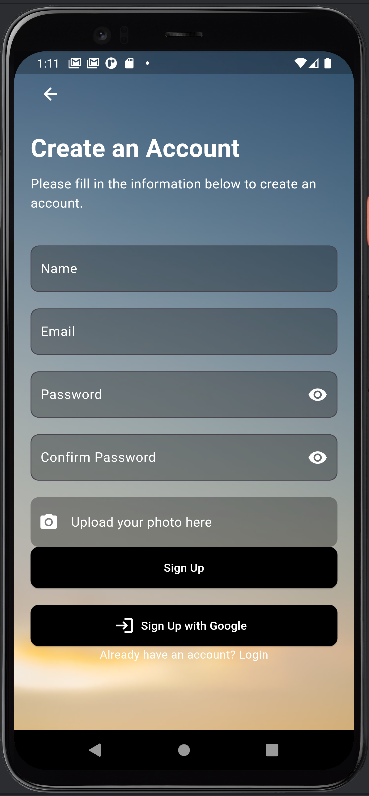 1:11
Create an Account
Please fill in the information below to create an
account.
Name
Email
Password
Confirm Password
Upload your photo here
Sign Up
Sign Up with Google
Already have an account? Login